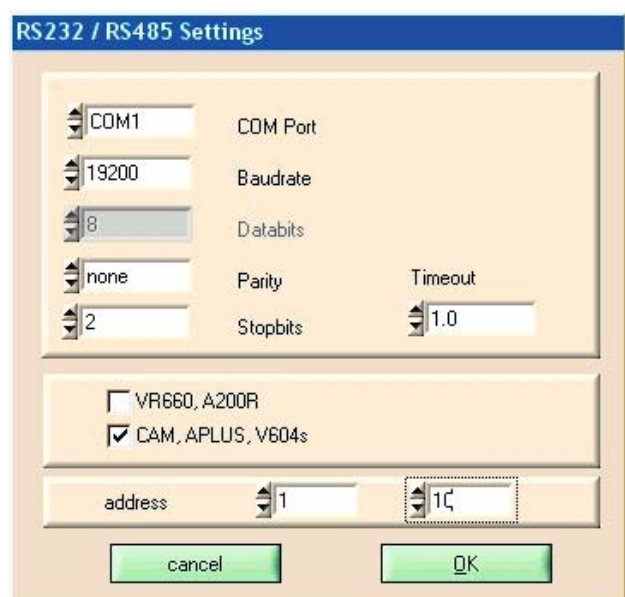 RS232 / RS485 Settings
COM1 COM Port
19200 Baudrate
8 Databits
none Parity Timeout
2 Stopbits 1.0
VR660, A200R
CAM, APLUS, V604s
address 1
cancel OK